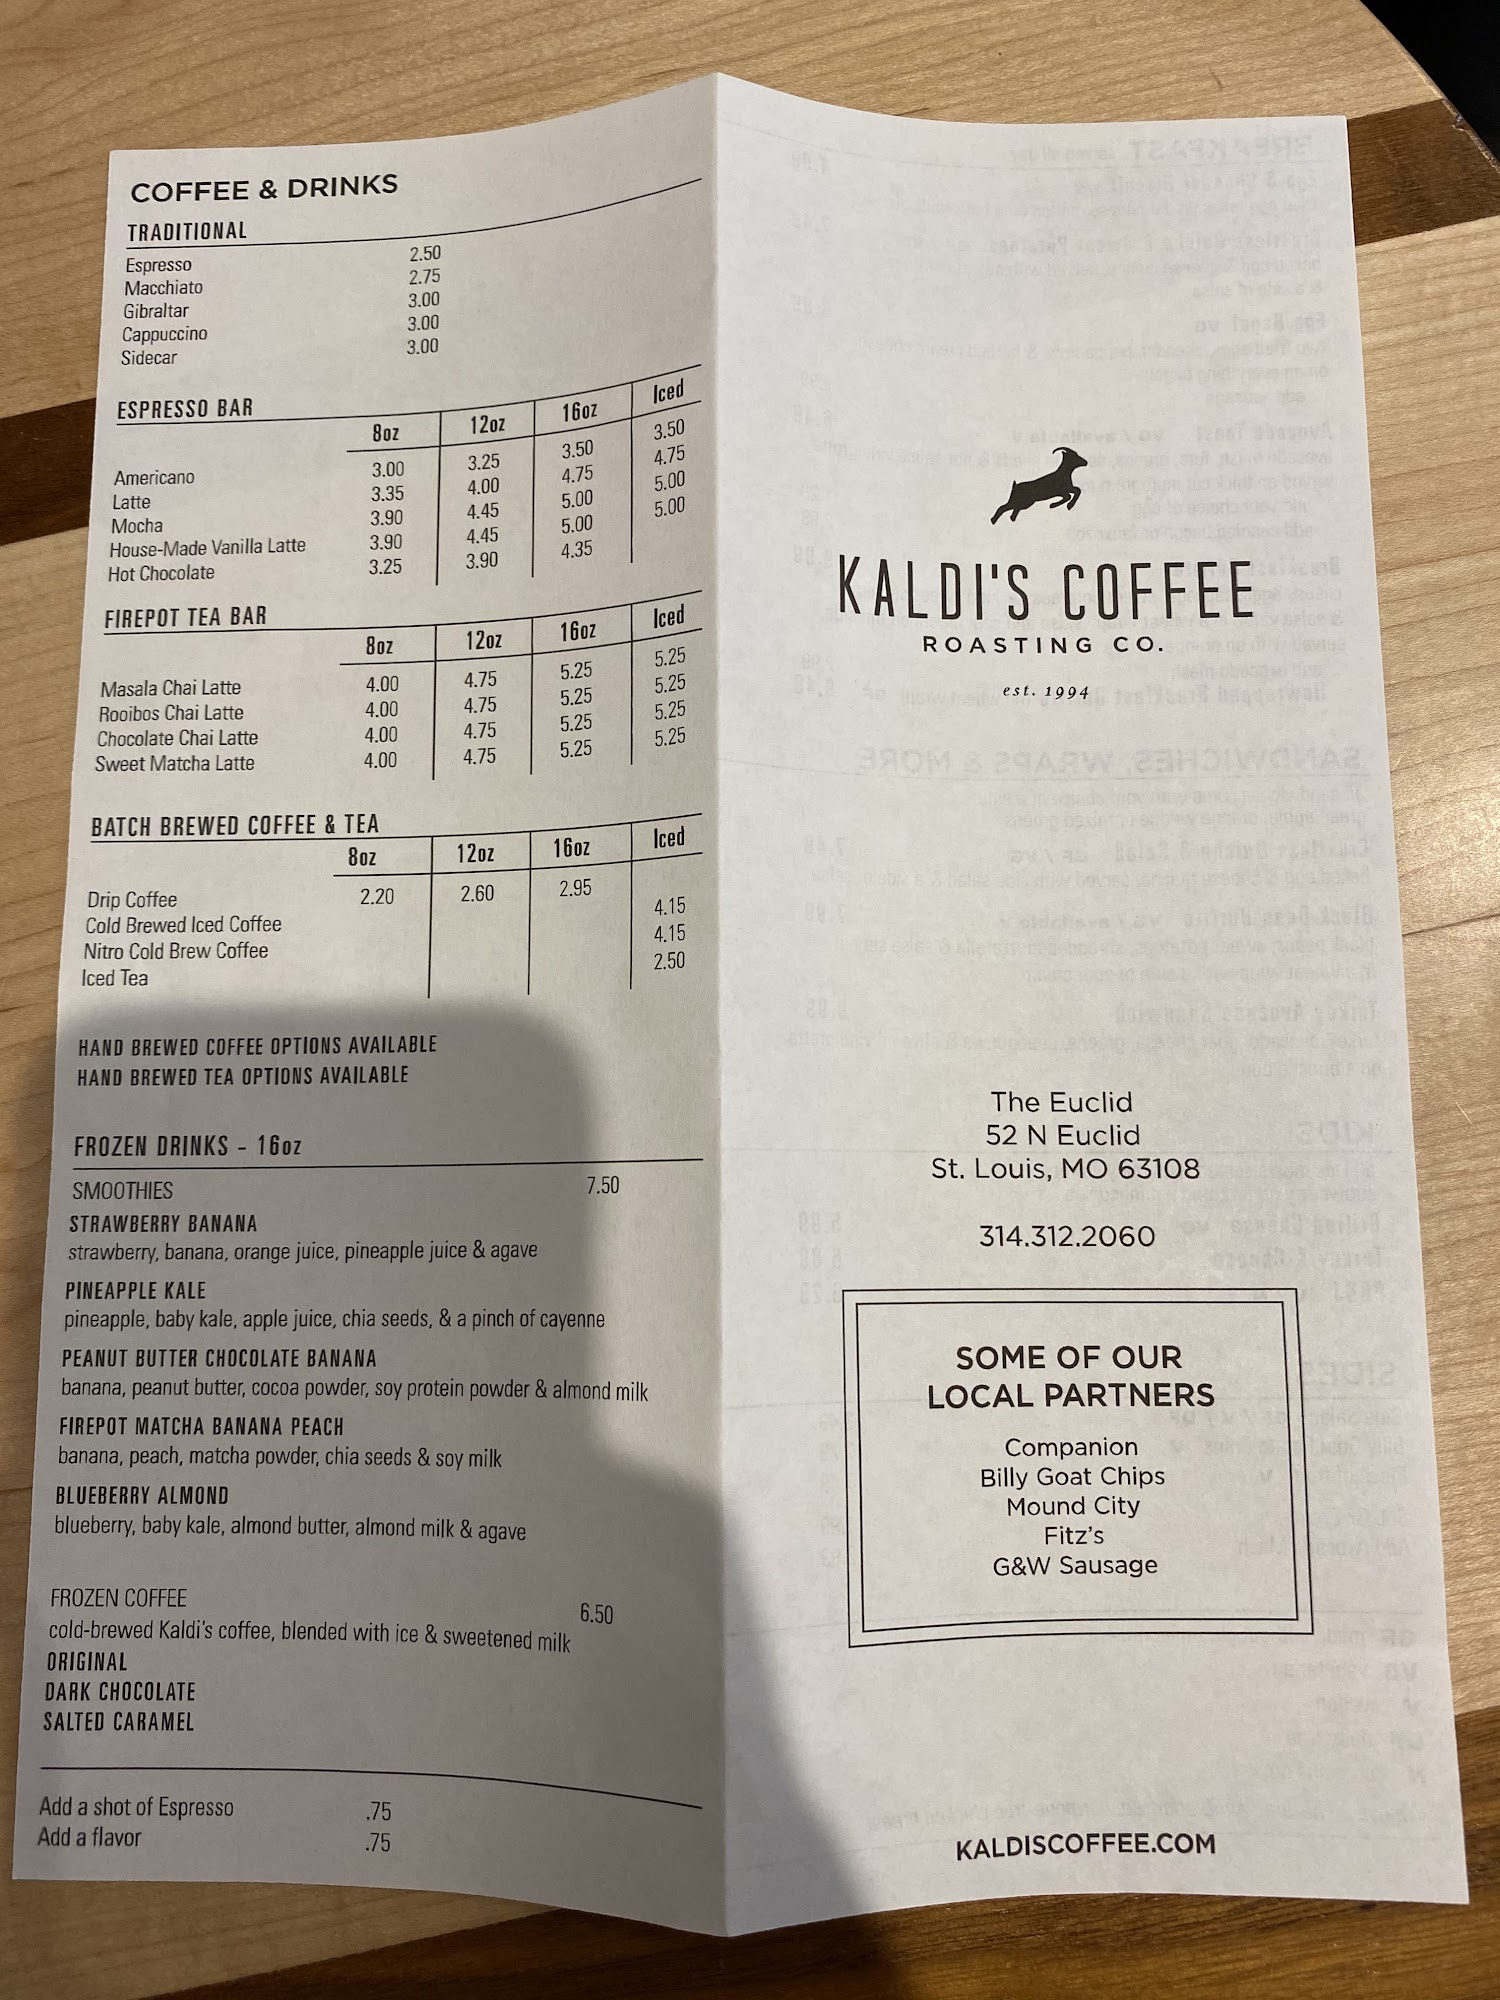 COFFEE & DRINKS
TRADITIONAL
Espresso 2.50
Macchiato 2.75
Gibraltar 3.00
Cappuccino 3.00
Sidecar 3.00
ESPRESSO BAR 8oz 12oz 16oz Iced
Americano 3.00 3.25 3.50 3.50
Latte 3.35 4.00 4.75 4.75
Mocha 3.90 4.45 5.00 5.00
House-Made Vanilla Latte 3.90 4.45 5.00 5.00
Hot Chocolate 3.25 3.90 4.35
FIREPOT TEA BAR 8oz 12oz 16oz Iced
Masala Chai Latte 4.00 4.75 5.25 5.25
Rooibos Chai Latte 4.00 4.75 5.25 5.25
Chocolate Chai Latte 4.00 4.75 5.25 5.25
Sweet Matcha Latte 4.00 4.75 5.25 5.25
BATCH BREWED COFFEE & TEA
8oz 12oz 16oz Iced
Drip Coffee 2.20 2.60 2.95
Cold Brewed Iced Coffee 4.15
Nitro Cold Brew Coffee 4.15
Iced Tea 2.50
HAND BREWED COFFEE OPTIONS AVAILABLE
HAND BREWED TEA OPTIONS AVAILABLE
FROZEN DRINKS - 16oz
SMOOTHIES 7.50
STRAWBERRY BANANA
strawberry, banana, orange juice, pineapple juice & agave
PINEAPPLE KALE
pineapple, baby kale, apple juice, chia seeds, & a pinch of cayenne
PEANUT BUTTER CHOCOLATE BANANA
banana, peanut butter, cocoa powder, soy protein powder & almond milk
FIREPOT MATCHA BANANA PEACH
banana, peach, matcha powder, chia seeds & soy milk
BLUEBERRY ALMOND
blueberry, baby kale, almond butter, almond milk & agave
FROZEN COFFEE 6.50
cold-brewed Kaldi's coffee, blended with ice & sweetened milk
ORIGINAL
DARK CHOCOLATE
SALTED CARAMEL
Add a shot of Espresso .75
Add a flavor .75
KALDI'S COFFEE
ROASTING CO.
est. 1994
The Euclid
52 N Euclid
St. Louis, MO 63108
314.312.2060
SOME OF OUR
LOCAL PARTNERS
Companion
Billy Goat Chips
Mound City
Fitz's
G&W Sausage
KALDISCOFFEE.COM